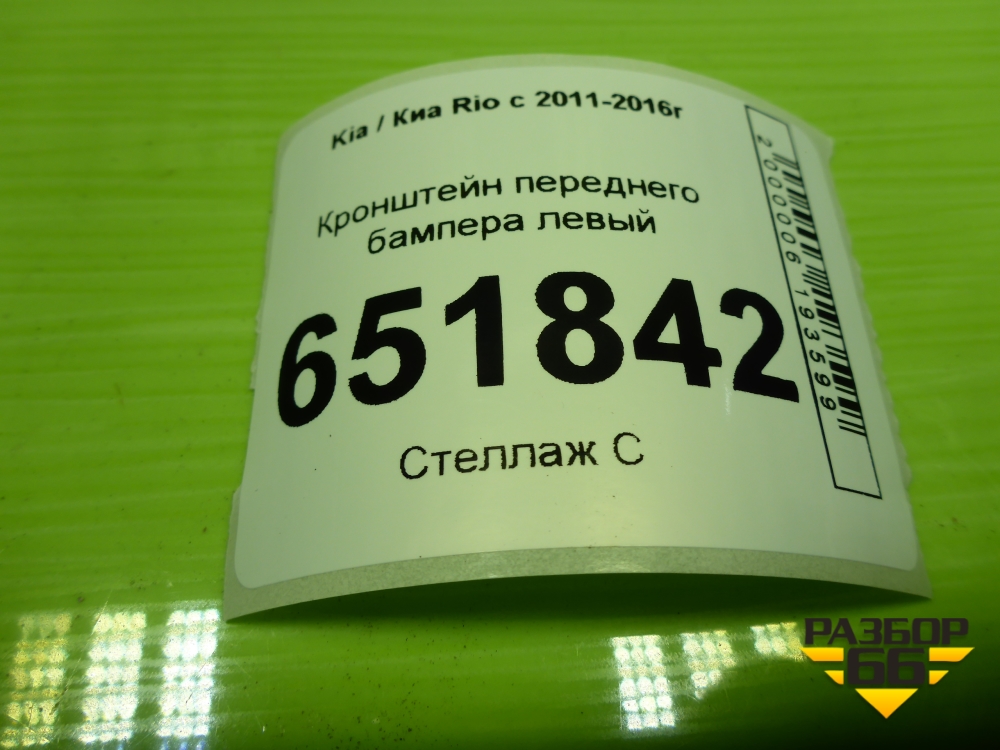 Kia / Киа Rio с 2011-2016г
Кронштейн переднего
бампера левый
651842
Стеллаж С
2000006193599
РАЗБОР
66